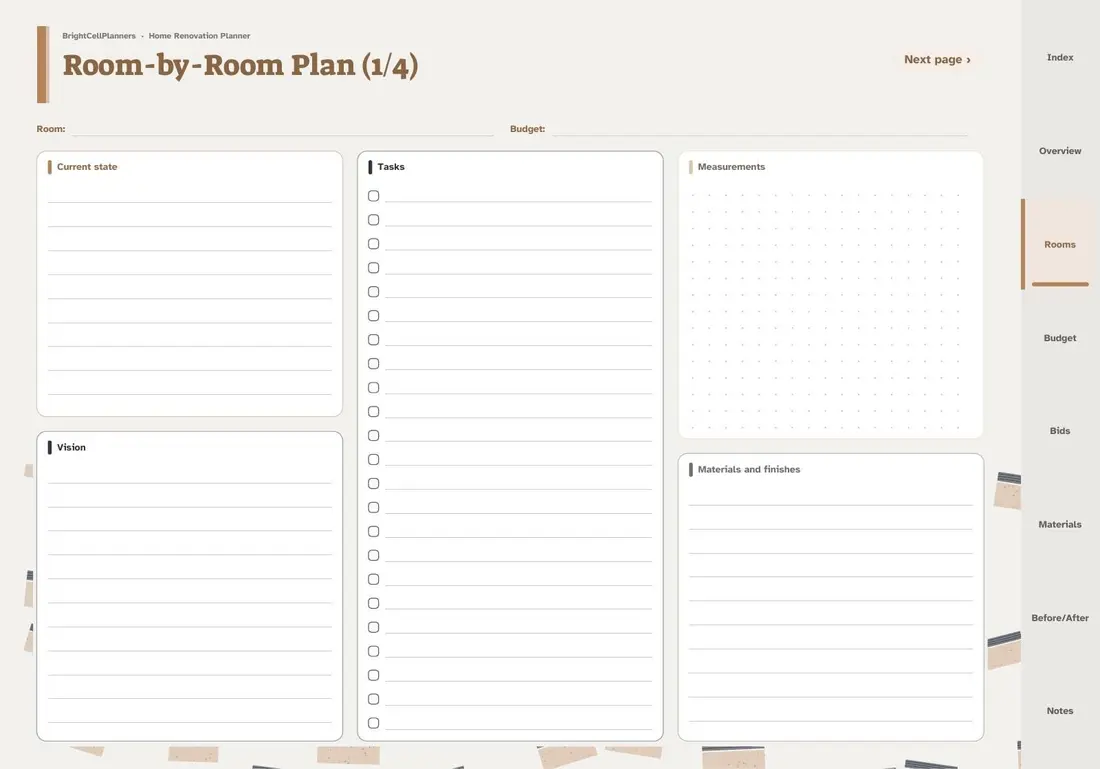 BrightCellPlanners • Home Renovation Planner
Room-by-Room Plan (1/4)
Next page ›
Room:
Budget:
Current state
Vision
Tasks
Measurements
Materials and finishes
Index
Overview
Rooms
Budget
Bids
Materials
Before/After
Notes